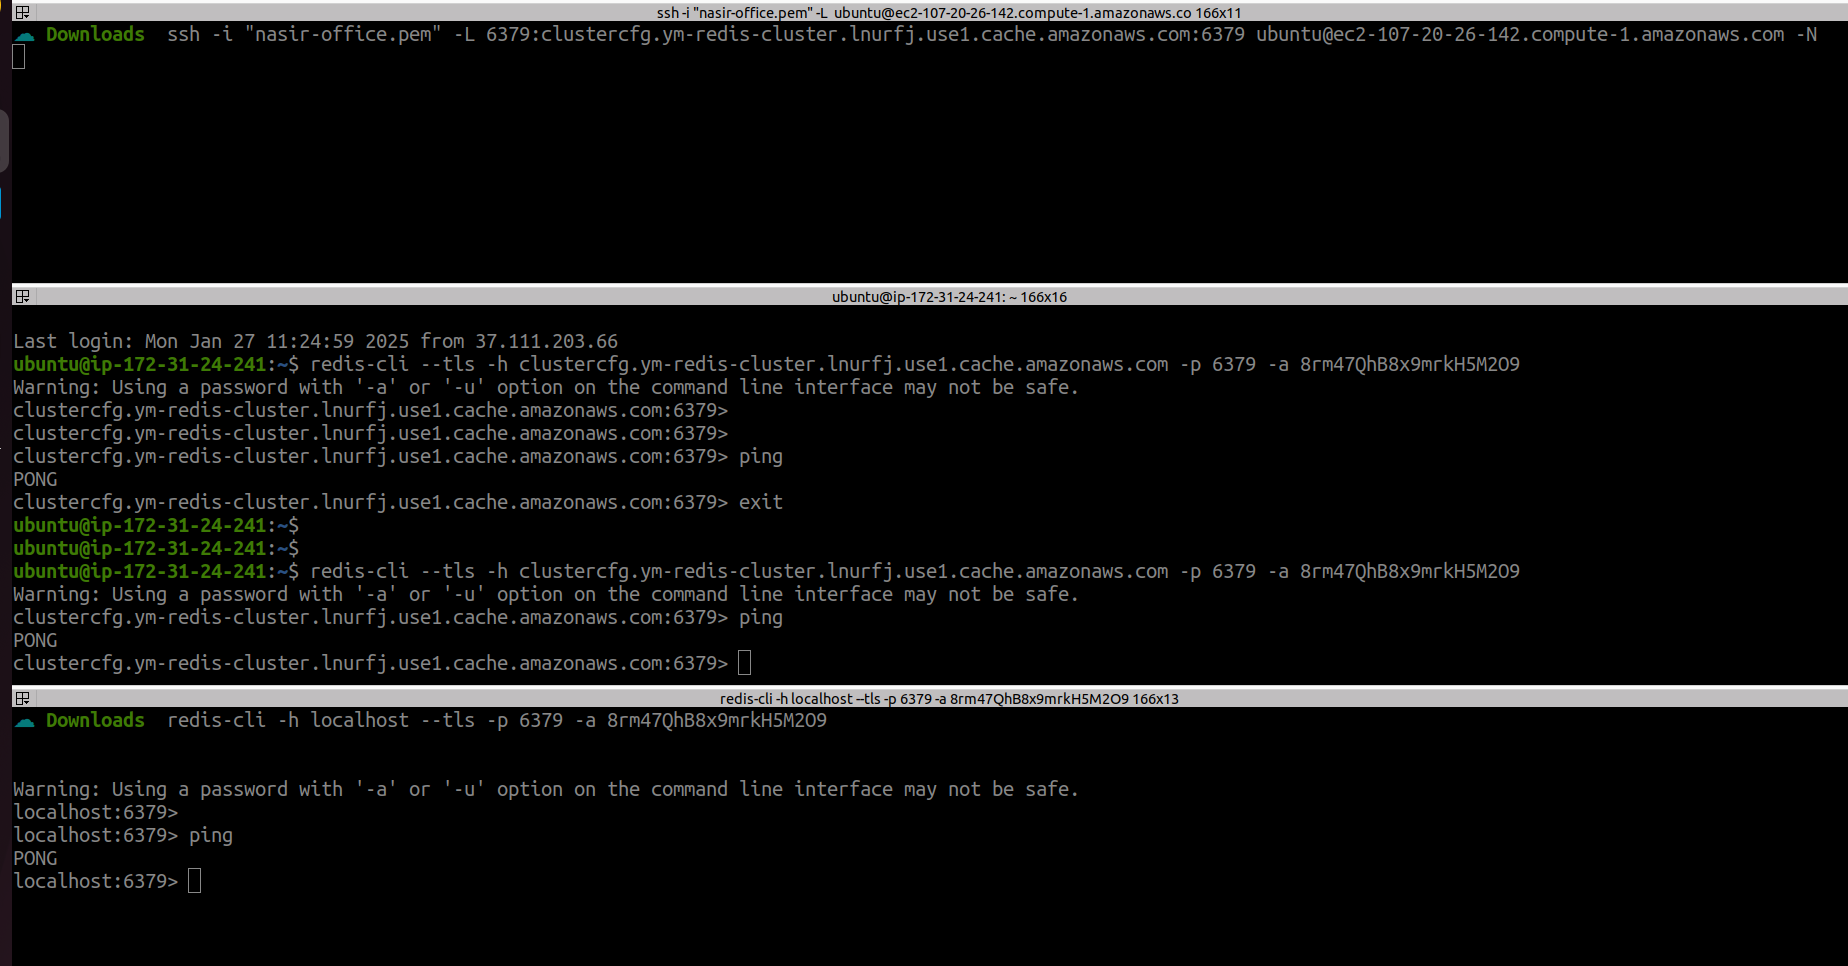 ssh -i "nasir-office.pem" -L  ubuntu@ec2-107-20-26-142.compute-1.amazonaws.co 166x11
Downloads  ssh -i "nasir-office.pem" -L 6379:clustercfg.ym-redis-cluster.lnurfj.use1.cache.amazonaws.com:6379 ubuntu@ec2-107-20-26-142.compute-1.amazonaws.com -N
ubuntu@ip-172-31-24-241: ~ 166x16
Last login: Mon Jan 27 11:24:59 2025 from 37.111.203.66
ubuntu@ip-172-31-24-241:~$ redis-cli --tls -h clustercfg.ym-redis-cluster.lnurfj.use1.cache.amazonaws.com -p 6379 -a 8rm47QhB8x9mrkH5M2O9
Warning: Using a password with '-a' or '-u' option on the command line interface may not be safe.
clustercfg.ym-redis-cluster.lnurfj.use1.cache.amazonaws.com:6379>
clustercfg.ym-redis-cluster.lnurfj.use1.cache.amazonaws.com:6379>
clustercfg.ym-redis-cluster.lnurfj.use1.cache.amazonaws.com:6379> ping
PONG
clustercfg.ym-redis-cluster.lnurfj.use1.cache.amazonaws.com:6379> exit
ubuntu@ip-172-31-24-241:~$
ubuntu@ip-172-31-24-241:~$
ubuntu@ip-172-31-24-241:~$ redis-cli --tls -h clustercfg.ym-redis-cluster.lnurfj.use1.cache.amazonaws.com -p 6379 -a 8rm47QhB8x9mrkH5M2O9
Warning: Using a password with '-a' or '-u' option on the command line interface may not be safe.
clustercfg.ym-redis-cluster.lnurfj.use1.cache.amazonaws.com:6379> ping
PONG
clustercfg.ym-redis-cluster.lnurfj.use1.cache.amazonaws.com:6379>
redis-cli -h localhost --tls -p 6379 -a 8rm47QhB8x9mrkH5M2O9 166x13
Downloads  redis-cli -h localhost --tls -p 6379 -a 8rm47QhB8x9mrkH5M2O9
Warning: Using a password with '-a' or '-u' option on the command line interface may not be safe.
localhost:6379>
localhost:6379> ping
PONG
localhost:6379>